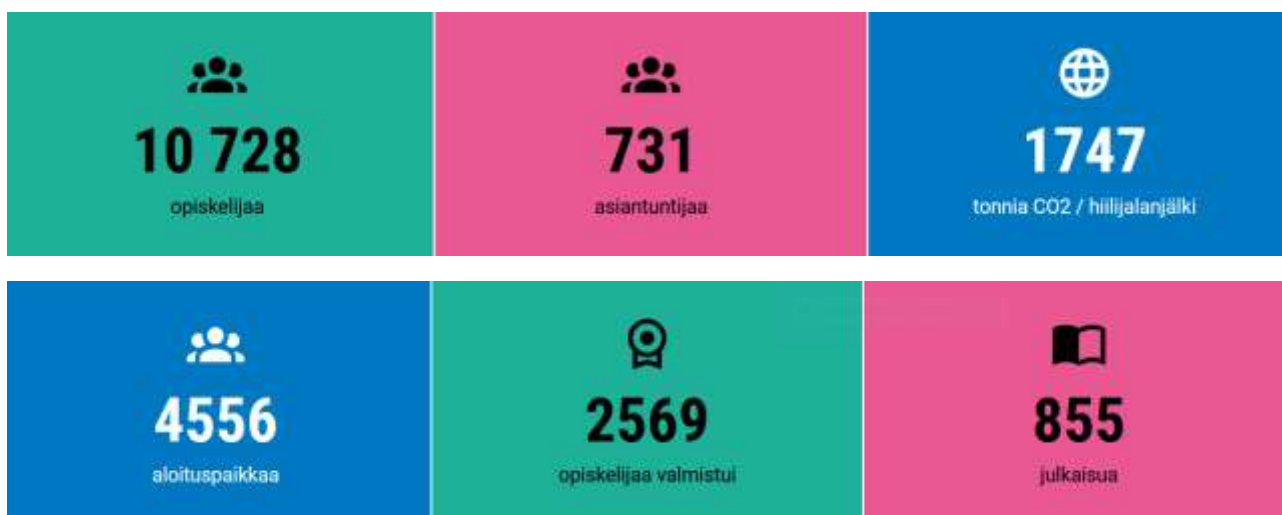 10 728
opiskelijaa
731
asiantuntijaa
1747
tonnia CO2 / hiilijalanjälki
4556
aloituspaikkaa
2569
opiskelijaa valmistui
855
julkaisua